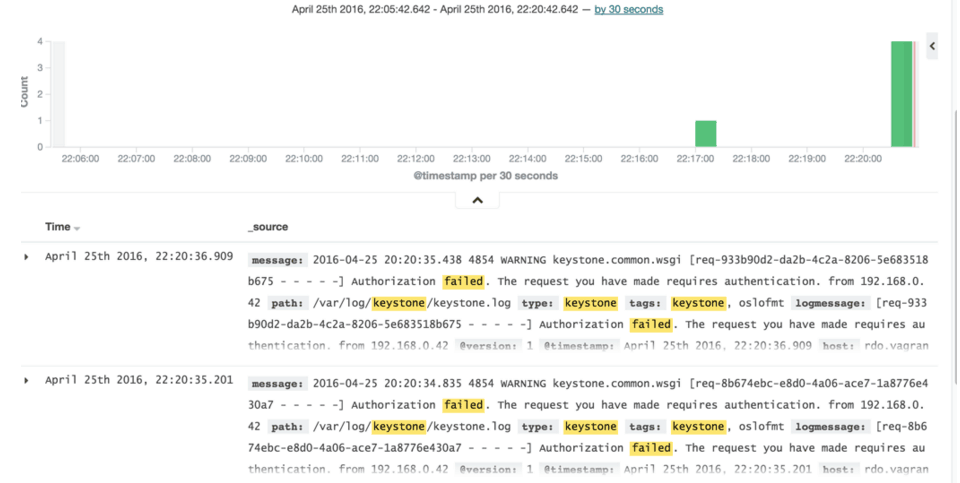 April 25th 2016, 22:05:42.642 - April 25th 2016, 22:20:42.642 — by 30 seconds
4
3
2
1
0
Count
22:06:00 22:07:00 22:08:00 22:09:00 22:10:00 22:11:00 22:12:00 22:13:00 22:14:00 22:15:00 22:16:00 22:17:00 22:18:00 22:19:00 22:20:00
@timestamp per 30 seconds
Time _source
April 25th 2016, 22:20:36.909 message: 2016-04-25 20:20:35.438 4854 WARNING keystone.common.wsgi [req-933b90d2-da2b-4c2a-8206-5e683518
b675 - - - - -] Authorization failed. The request you have made requires authentication. from 192.168.0.
42 path: /var/log/keystone/keystone.log type: keystone tags: keystone, oslofmt logmessage: [req-933
b90d2-da2b-4c2a-8206-5e683518b675 - - - - -] Authorization failed. The request you have made requires au
thentication. from 192.168.0.42 @version: 1 @timestamp: April 25th 2016, 22:20:36.909 host: rdo.vagran
April 25th 2016, 22:20:35.201 message: 2016-04-25 20:20:34.835 4854 WARNING keystone.common.wsgi [req-8b674ebc-e8d0-4a06-ace7-1a8776e4
30a7 - - - - -] Authorization failed. The request you have made requires authentication. from 192.168.0.
42 path: /var/log/keystone/keystone.log type: keystone tags: keystone, oslofmt logmessage: [req-8b6
74ebc-e8d0-4a06-ace7-1a8776e430a7 - - - - -] Authorization failed. The request you have made requires au
thentication. from 192.168.0.42 @version: 1 @timestamp: April 25th 2016, 22:20:35.201 host: rdo.vagran